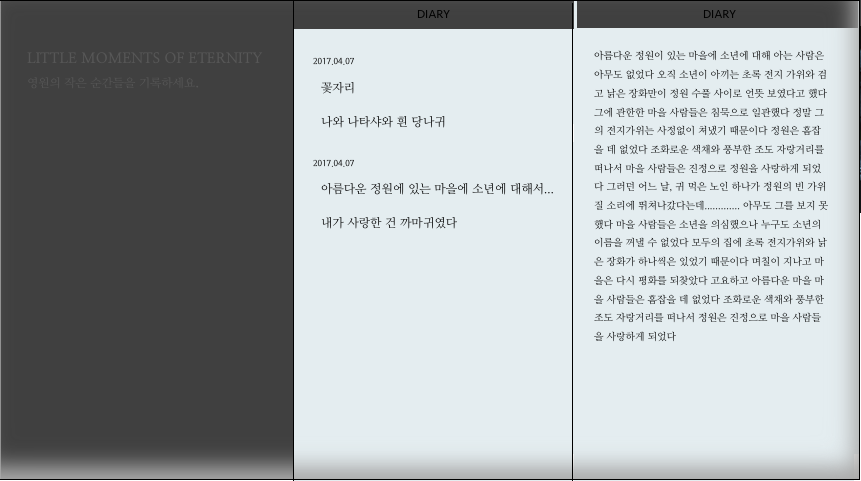 LITTLE MOMENTS OF ETERNITY
영원의 작은 순간들을 기록하세요.
DIARY
2017.04.07
꽃자리
나와 나타샤와 흰 당나귀
2017.04.07
아름다운 정원에 있는 마을에 소년에 대해서...
내가 사랑한 건 까마귀였다
DIARY
아름다운 정원이 있는 마을에 소년에 대해 아는 사람은
아무도 없었다 오직 소년이 아끼는 초록 전지 가위와 검
고 낡은 장화만이 정원 수풀 사이로 언뜻 보였다고 했다
그에 관한한 마을 사람들은 침묵으로 일관했다 정말 그
의 전지가위는 사정없이 쳐냈기 때문이다 정원은 흠잡
을 데 없었다 조화로운 색채와 풍부한 조도 자랑거리를
떠나서 마을 사람들은 진정으로 정원을 사랑하게 되었
다 그러던 어느 날, 귀 먹은 노인 하나가 정원의 빈 가위
질 소리에 뛰쳐나갔다는데............. 아무도 그를 보지 못
했다 마을 사람들은 소년을 의심했으나 누구도 소년의
이름을 꺼낼 수 없었다 모두의 집에 초록 전지가위와 낡
은 장화가 하나씩은 있었기 때문이다 며칠이 지나고 마
을은 다시 평화를 되찾았다 고요하고 아름다운 마을 마
을 사람들은 흠잡을 데 없었다 조화로운 색채와 풍부한
조도 자랑거리를 떠나서 정원은 진정으로 마을 사람들
을 사랑하게 되었다